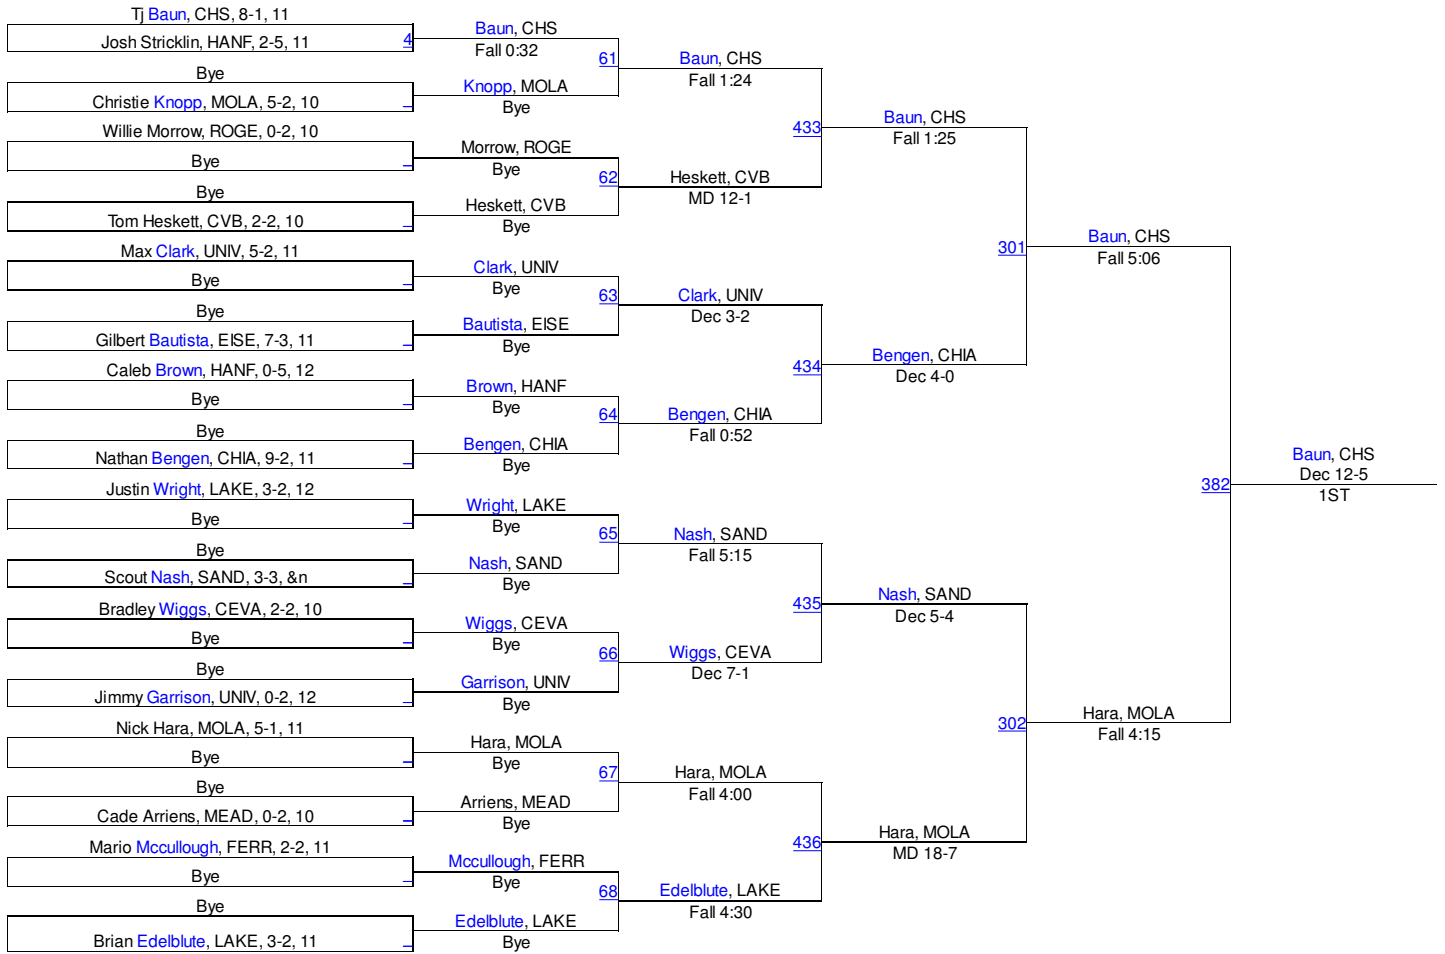 Tj Baun, CHS, 8-1, 11
Josh Stricklin, HANF, 2-5, 11
4
Bye
Christie Knopp, MOLA, 5-2, 10
Willie Morrow, ROGE, 0-2, 10
Bye
Bye
Tom Heskett, CVB, 2-2, 10
Max Clark, UNIV, 5-2, 11
Bye
Bye
Gilbert Bautista, EISE, 7-3, 11
Caleb Brown, HANF, 0-5, 12
Bye
Bye
Nathan Bengen, CHIA, 9-2, 11
Justin Wright, LAKE, 3-2, 12
Bye
Bye
Scout Nash, SAND, 3-3, &n
Bradley Wiggs, CEVA, 2-2, 10
Bye
Bye
Jimmy Garrison, UNIV, 0-2, 12
Nick Hara, MOLA, 5-1, 11
Bye
Bye
Cade Arriens, MEAD, 0-2, 10
Mario Mccullough, FERR, 2-2, 11
Bye
Bye
Brian Edelblute, LAKE, 3-2, 11
Baun, CHS
Fall 0:32
61
Knopp, MOLA
Bye
Morrow, ROGE
Bye
62
Heskett, CVB
Bye
Clark, UNIV
Bye
63
Bautista, EISE
Bye
Brown, HANF
Bye
64
Bengen, CHIA
Bye
Wright, LAKE
Bye
65
Nash, SAND
Bye
Wiggs, CEVA
Bye
66
Garrison, UNIV
Bye
Hara, MOLA
Bye
67
Arriens, MEAD
Bye
Mccullough, FERR
Bye
68
Edelblute, LAKE
Bye
Baun, CHS
Fall 1:24
433
Heskett, CVB
MD 12-1
Clark, UNIV
Dec 3-2
434
Bengen, CHIA
Fall 0:52
Nash, SAND
Fall 5:15
435
Wiggs, CEVA
Dec 7-1
Hara, MOLA
Fall 4:00
436
Edelblute, LAKE
Fall 4:30
Baun, CHS
Fall 1:25
301
Bengen, CHIA
Dec 4-0
Nash, SAND
Dec 5-4
302
Hara, MOLA
MD 18-7
Baun, CHS
Fall 5:06
382
Hara, MOLA
Fall 4:15
Baun, CHS
Dec 12-5
1ST